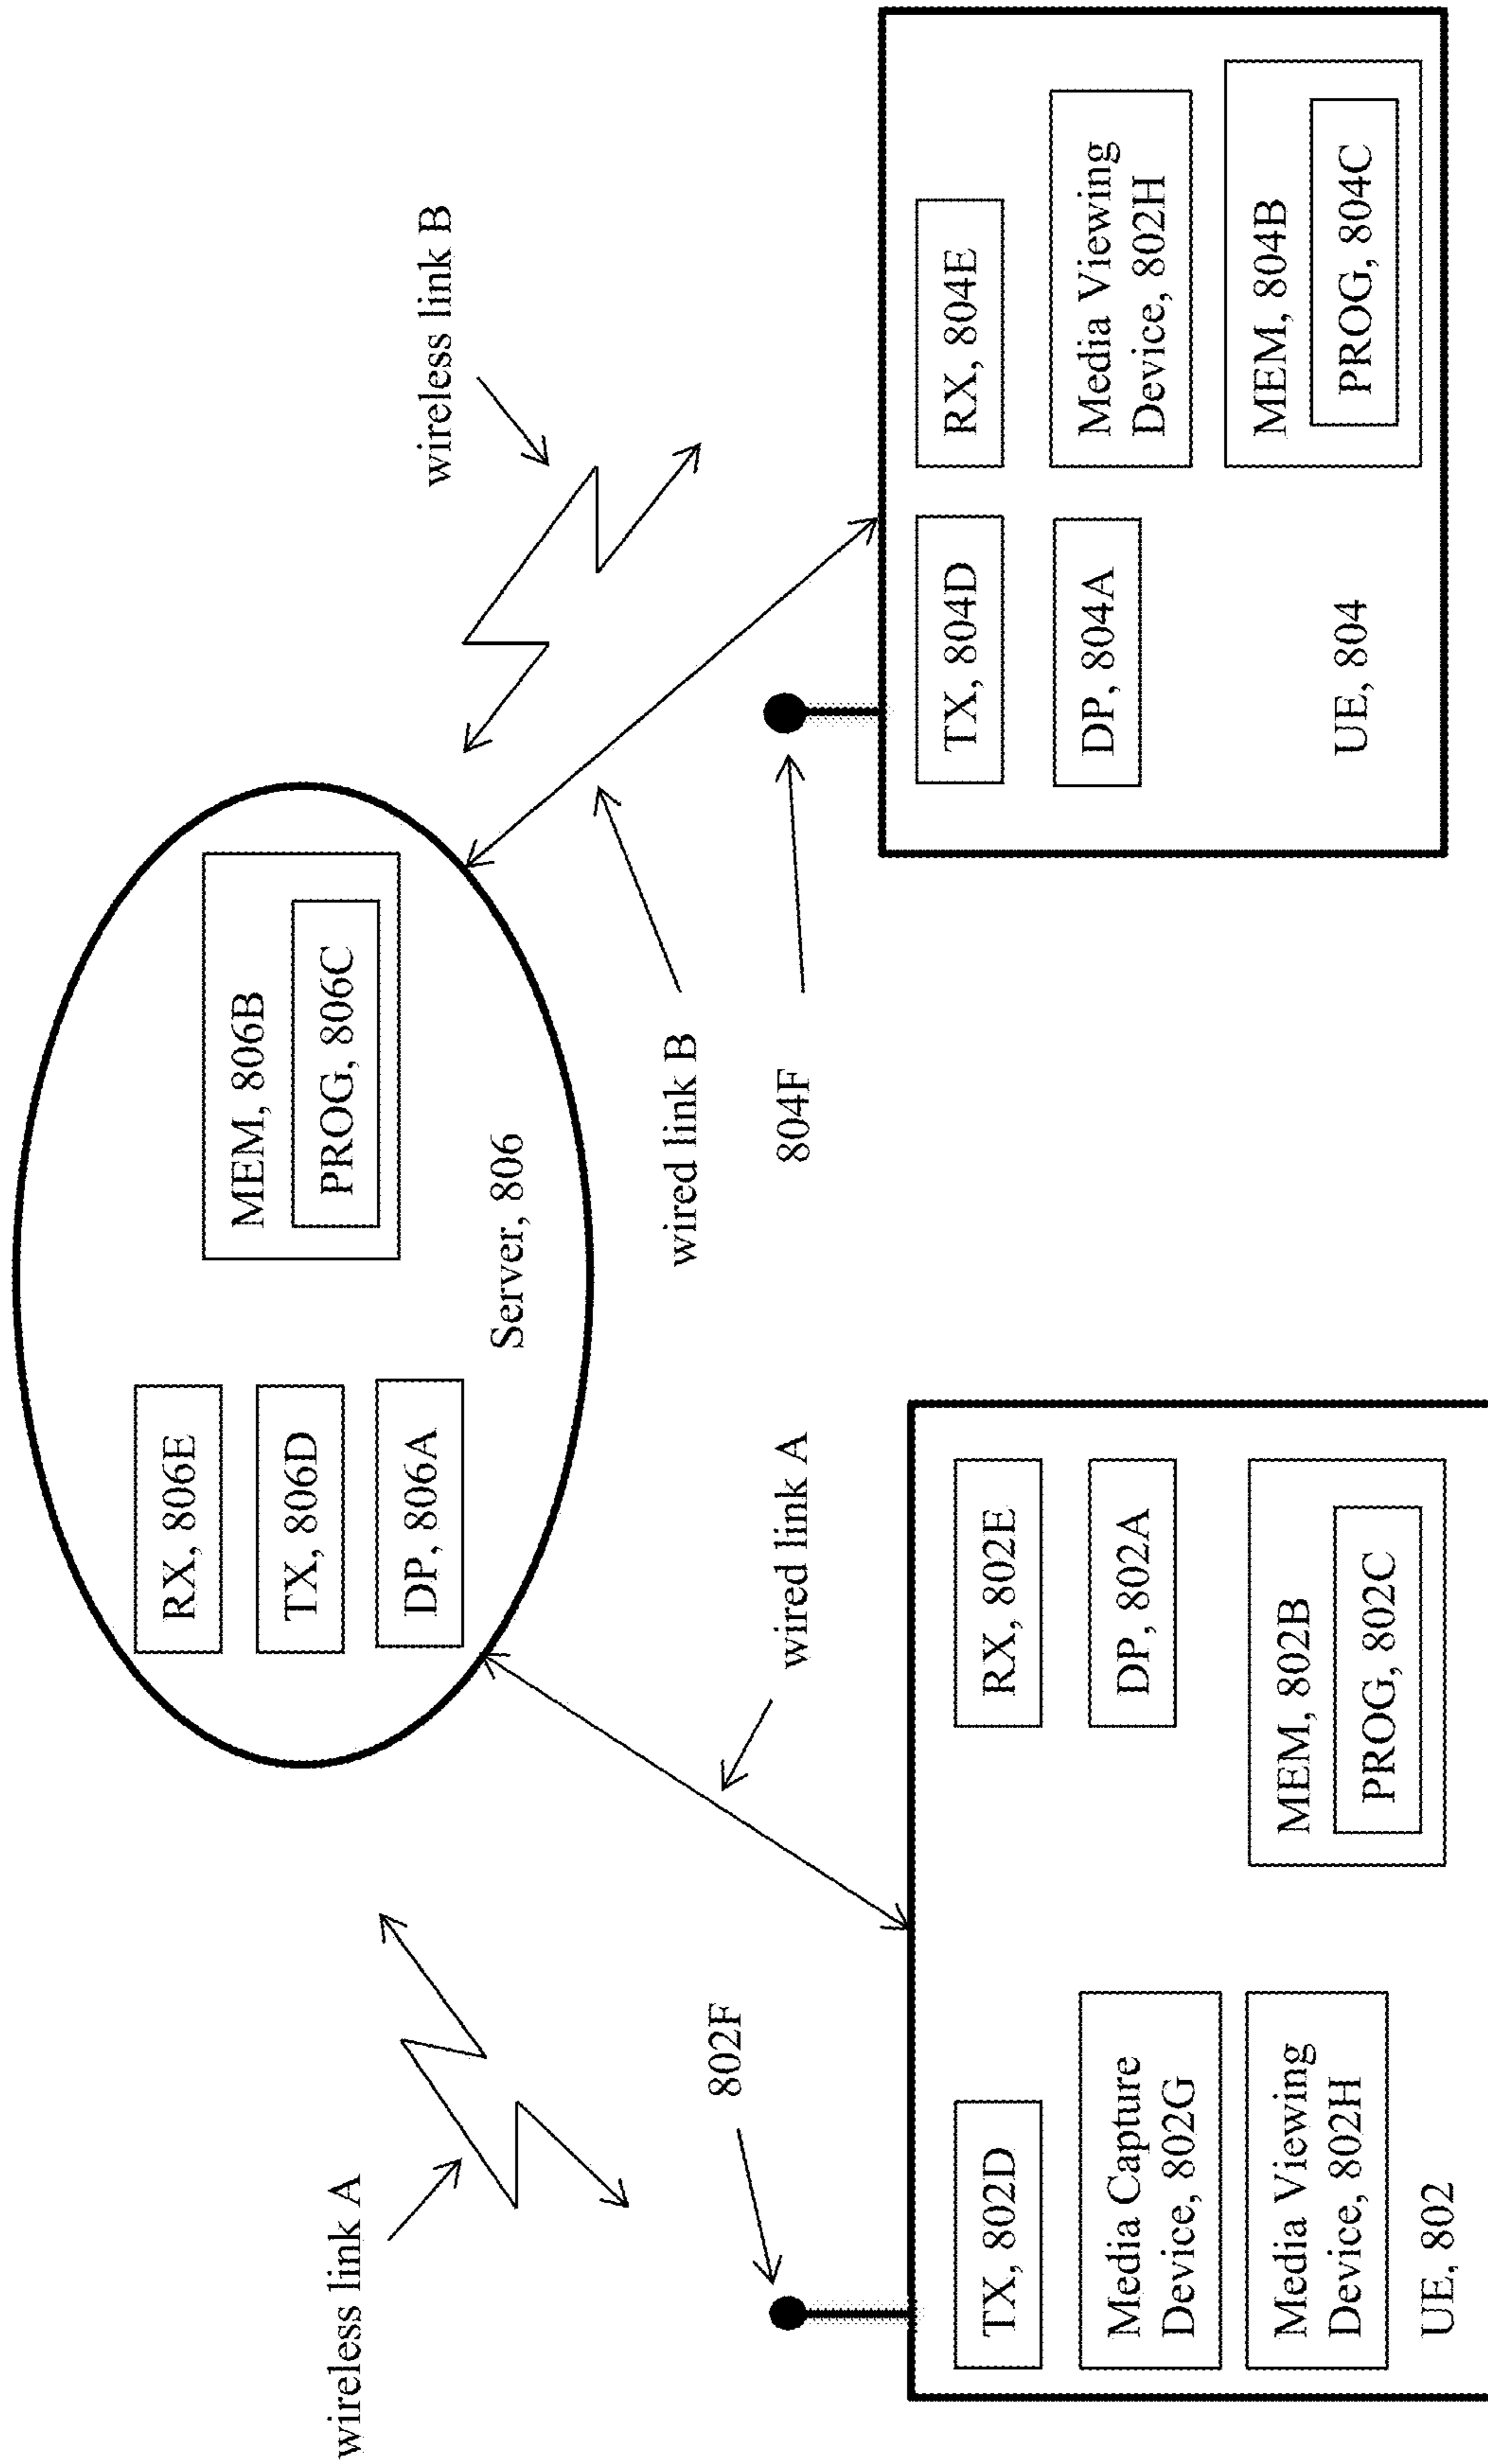 wireless link A
wireless link B
RX, 806E
TX, 806D
DP, 806A
MEM, 806B
PROG, 806C
Server, 806
802F
wired link A
wired link B
804F
TX, 802D
RX, 802E
Media Capture
Device, 802G
DP, 802A
Media Viewing
Device, 802H
MEM, 802B
PROG, 802C
UE, 802
TX, 804D
RX, 804E
DP, 804A
Media Viewing
Device, 802H
MEM, 804B
PROG, 804C
UE, 804